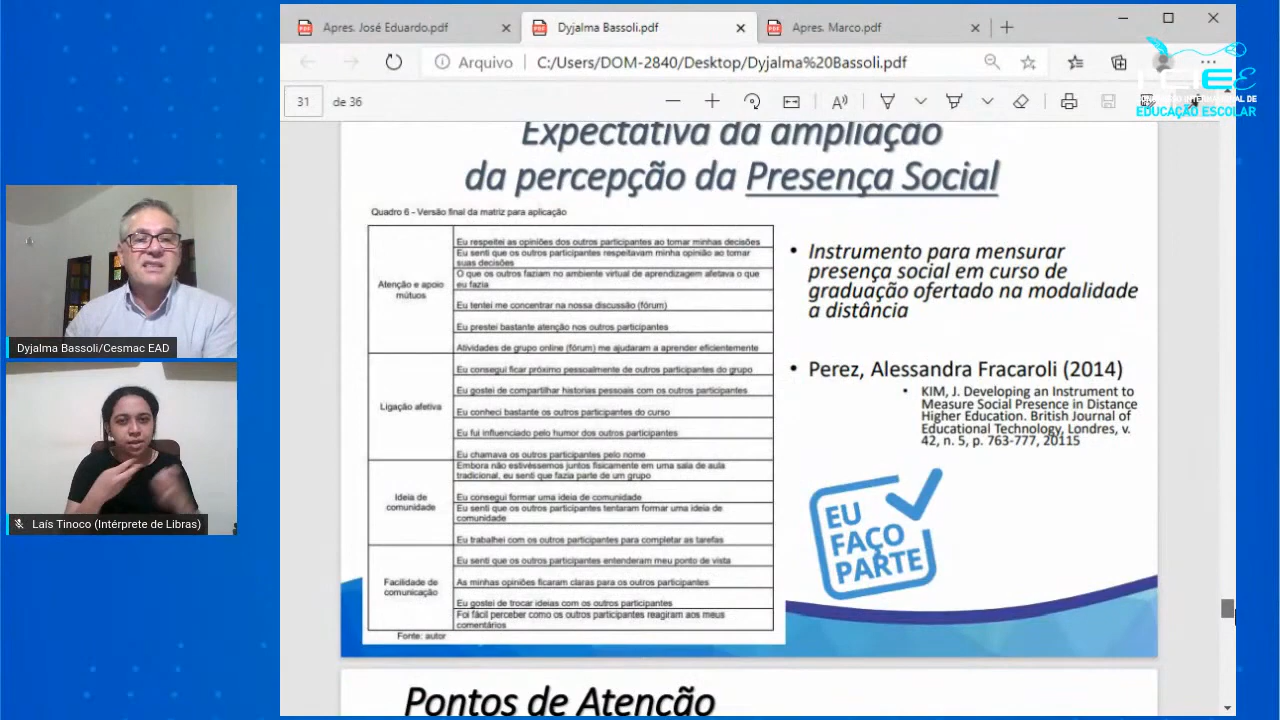 Apres. José Eduardo.pdf
Dyjalma Bassoli.pdf
Apres. Marco.pdf
Arquivo
C:/Users/DOM-2840/Desktop/Dyjalma%20Bassoli.pdf
31
de 36
EDUCAÇÃO ESCOLAR
Expectativa da ampliação
da percepção da Presença Social
Quadro 6 - Versão final da matriz para aplicação
Atenção e apoio
mútuos
Eu respeitei as opiniões dos outros participantes ao tomar minhas decisões
Eu senti que os outros participantes respeitavam minha opinião ao tomar
suas decisões
O que os outros faziam no ambiente virtual de aprendizagem afetava o que
eu fazia
Eu tentei me concentrar na nossa discussão (fórum)
Eu prestei bastante atenção nos outros participantes
Atividades de grupo online (fórum) me ajudaram a aprender eficientemente
Ligação afetiva
Eu consegui ficar próximo pessoalmente de outros participantes do grupo
Eu gostei de compartilhar historias pessoais com os outros participantes
Eu conheci bastante os outros participantes do curso
Eu fui influenciado pelo humor dos outros participantes
Eu chamava os outros participantes pelo nome
Ideia de
comunidade
Embora não estivéssemos juntos fisicamente em uma sala de aula
tradicional, eu senti que fazia parte de um grupo
Eu consegui formar uma ideia de comunidade
Eu senti que os outros participantes tentaram formar uma ideia de
comunidade
Eu trabalhei com os outros participantes para completar as tarefas
Facilidade de
comunicação
Eu senti que os outros participantes entenderam meu ponto de vista
As minhas opiniões ficaram claras para os outros participantes
Eu gostei de trocar ideias com os outros participantes
Foi fácil perceber como os outros participantes reagiram aos meus
comentários
Fonte: autor
• Instrumento para mensurar
presença social em curso de
graduação ofertado na modalidade
a distância
• Perez, Alessandra Fracaroli (2014)
• KIM, J. Developing an Instrument to
Measure Social Presence in Distance
Higher Education. British Journal of
Educational Technology, Londres, v.
42, n. 5, p. 763-777, 20115
EU
FAÇO
PARTE
Pontos de Atenção
Dyjalma Bassoli/Cesmac EAD
Laís Tinoco (Intérprete de Libras)